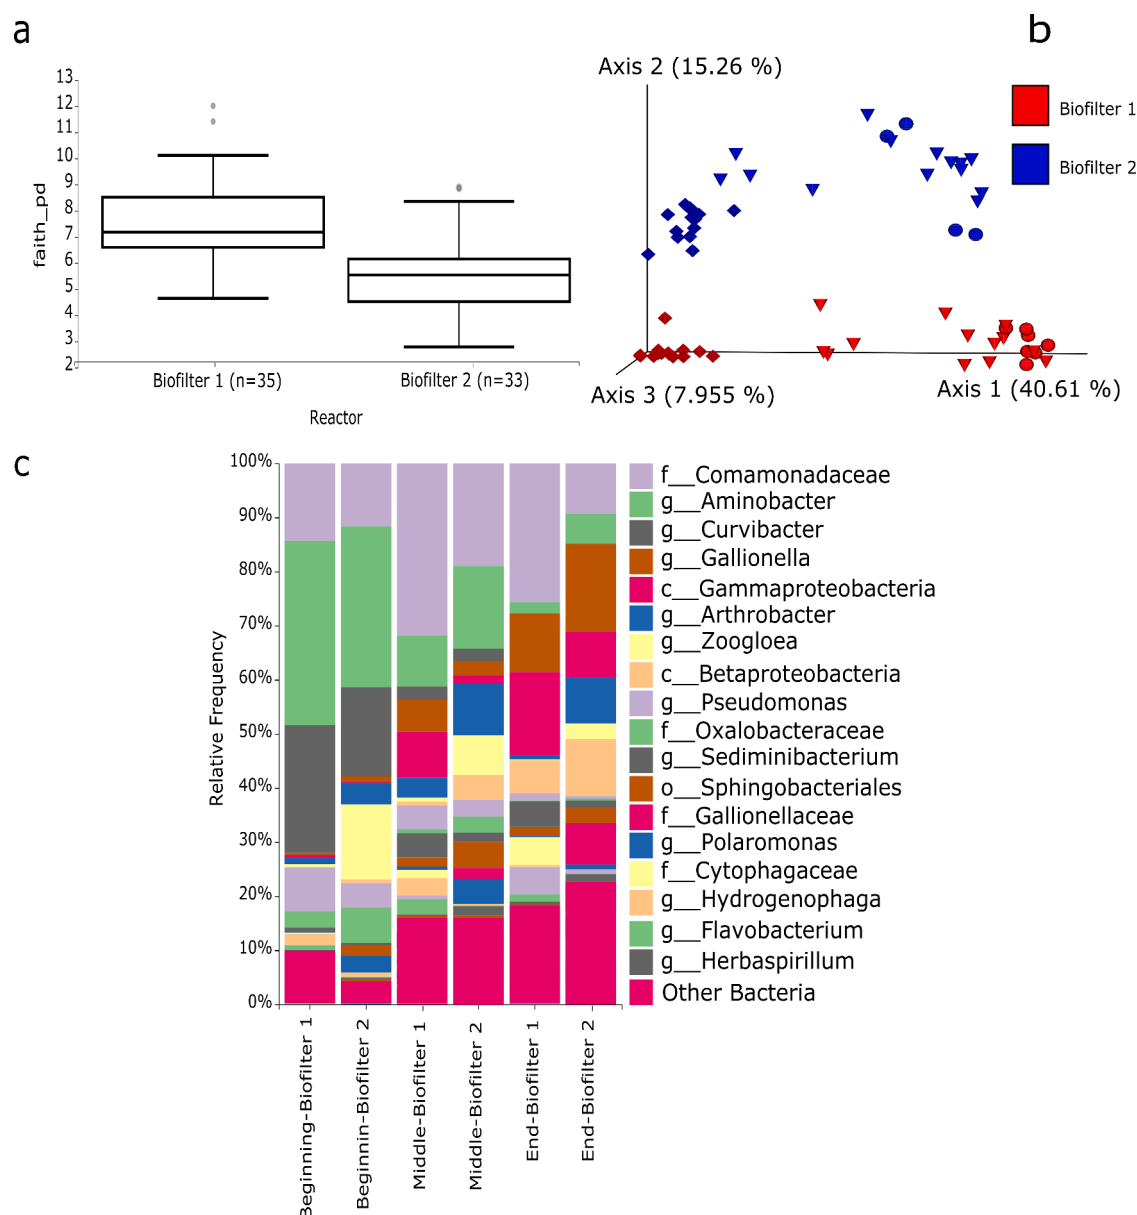 a
b
13
12
11
10
9
8
7
6
5
4
3
2
faith_pd
Biofilter 1 (n=35)
Biofilter 2 (n=33)
Reactor
Axis 2 (15.26 %)
Biofilter 1
Biofilter 2
Axis 3 (7.955 %)
Axis 1 (40.61 %)
c
100%
90%
80%
70%
60%
50%
40%
30%
20%
10%
0%
Relative Frequency
f__Comamonadaceae
g__Aminobacter
g__Curvibacter
g__Gallionella
c__Gammaproteobacteria
g__Arthrobacter
g__Zoogloea
c__Betaproteobacteria
g__Pseudomonas
f__Oxalobacteraceae
g__Sediminibacterium
o__Sphingobacteriales
f__Gallionellaceae
g__Polaromonas
f__Cytophagaceae
g__Hydrogenophaga
g__Flavobacterium
g__Herbaspirillum
Other Bacteria
Beginning-Biofilter 1
Beginnin-Biofilter 2
Middle-Biofilter 1
Middle-Biofilter 2
End-Biofilter 1
End-Biofilter 2